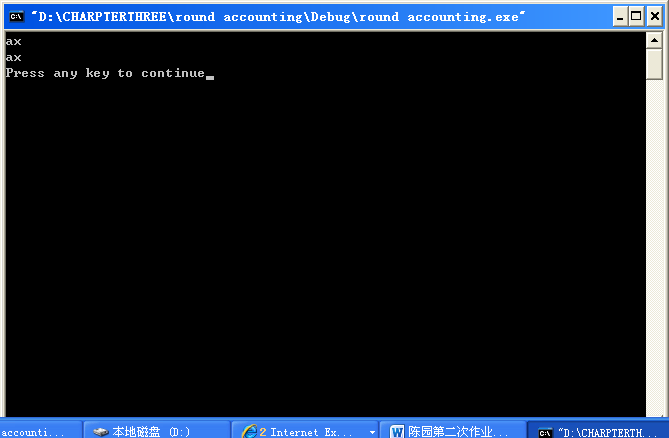 "D:\CHARPTERTHREE\round accounting\Debug\round accounting.exe"
ax
ax
Press any key to continue
accounti...
本地磁盘 (D:)
2 Internet Ex...
陈园第二次作业...
"D:\CHARPTERTH...